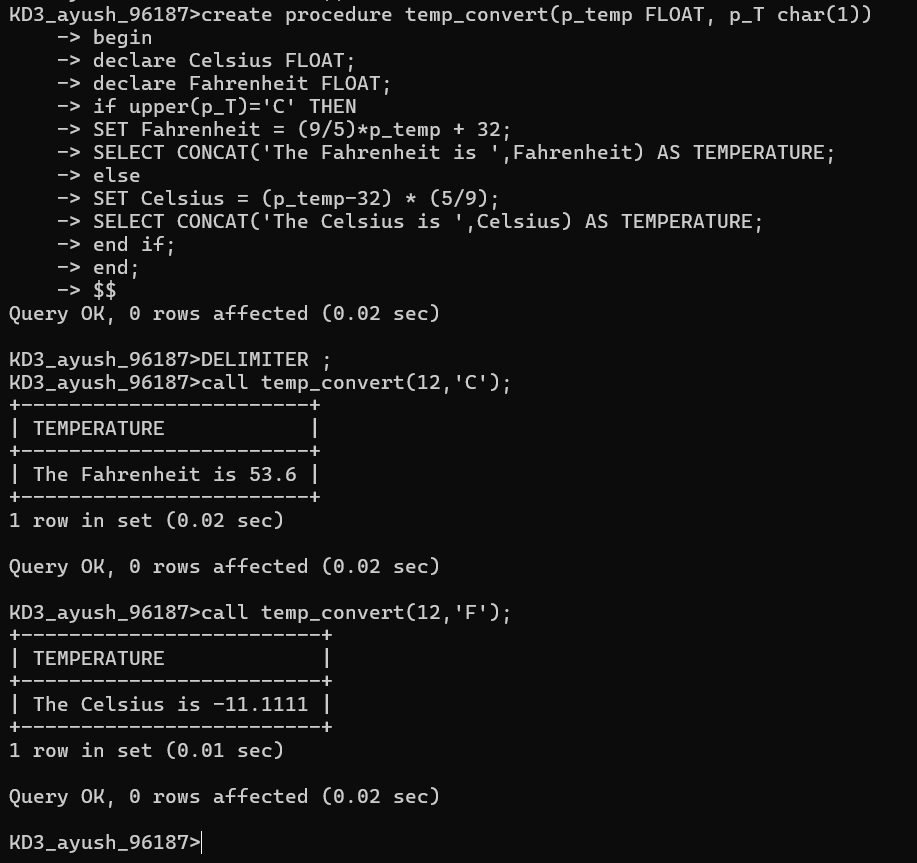 KD3_ayush_96187>create procedure temp_convert(p_temp FLOAT, p_T char(1))
    -> begin
    -> declare Celsius FLOAT;
    -> declare Fahrenheit FLOAT;
    -> if upper(p_T)='C' THEN
    -> SET Fahrenheit = (9/5)*p_temp + 32;
    -> SELECT CONCAT('The Fahrenheit is ',Fahrenheit) AS TEMPERATURE;
    -> else
    -> SET Celsius = (p_temp-32) * (5/9);
    -> SELECT CONCAT('The Celsius is ',Celsius) AS TEMPERATURE;
    -> end if;
    -> end;
    -> $$
Query OK, 0 rows affected (0.02 sec)

KD3_ayush_96187>DELIMITER ;
KD3_ayush_96187>call temp_convert(12,'C');
+------------------------+
| TEMPERATURE            |
+------------------------+
| The Fahrenheit is 53.6 |
+------------------------+
1 row in set (0.02 sec)

Query OK, 0 rows affected (0.02 sec)

KD3_ayush_96187>call temp_convert(12,'F');
+-------------------------+
| TEMPERATURE             |
+-------------------------+
| The Celsius is -11.1111 |
+-------------------------+
1 row in set (0.01 sec)

Query OK, 0 rows affected (0.02 sec)

KD3_ayush_96187>